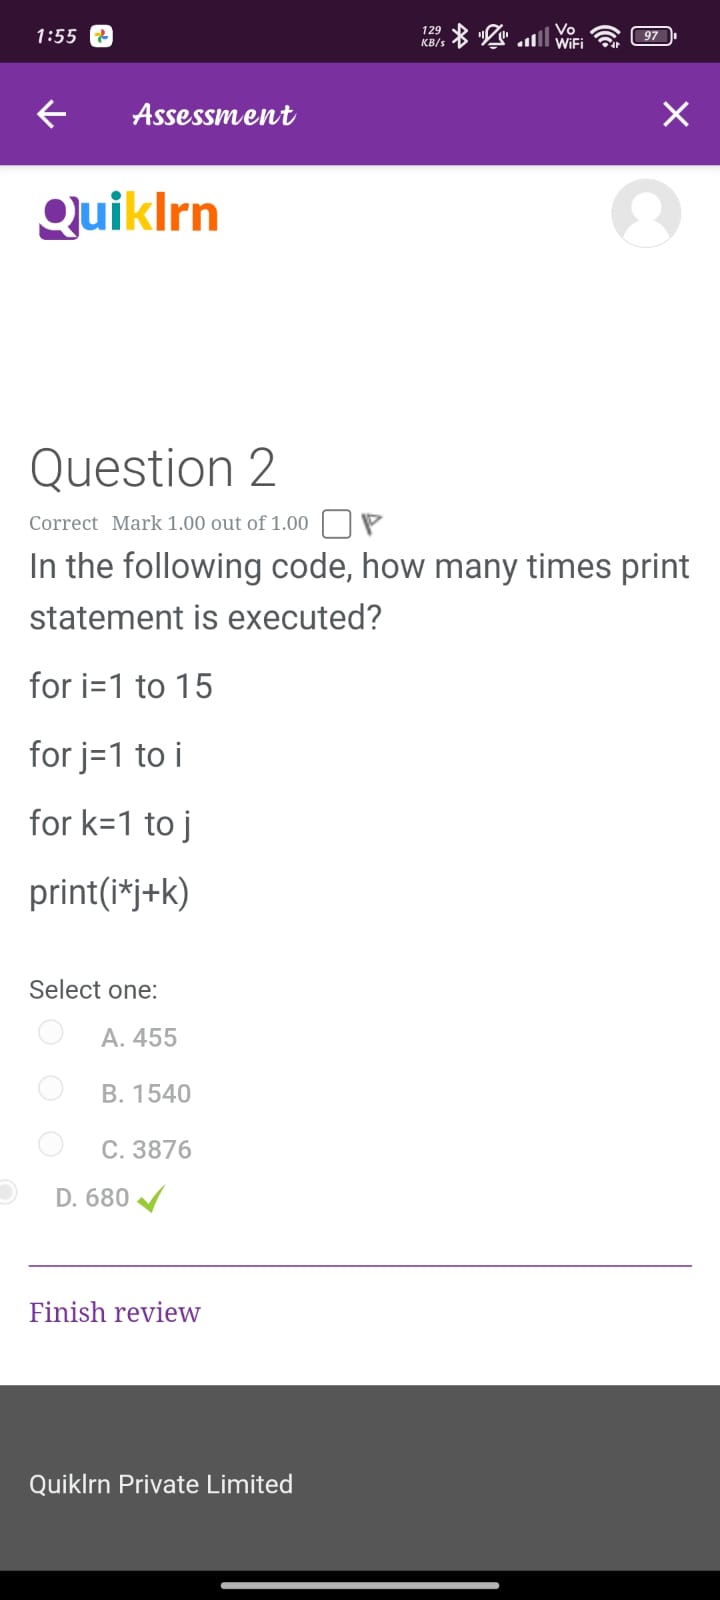 1:55
129
KB/s
Vo
WiFi
97
Assessment
Quiklrn
Question 2
Correct Mark 1.00 out of 1.00
In the following code, how many times print
statement is executed?
for i=1 to 15
for j=1 to i
for k=1 to j
print(i*j+k)
Select one:
A. 455
B. 1540
C. 3876
D. 680
Finish review
Quiklrn Private Limited